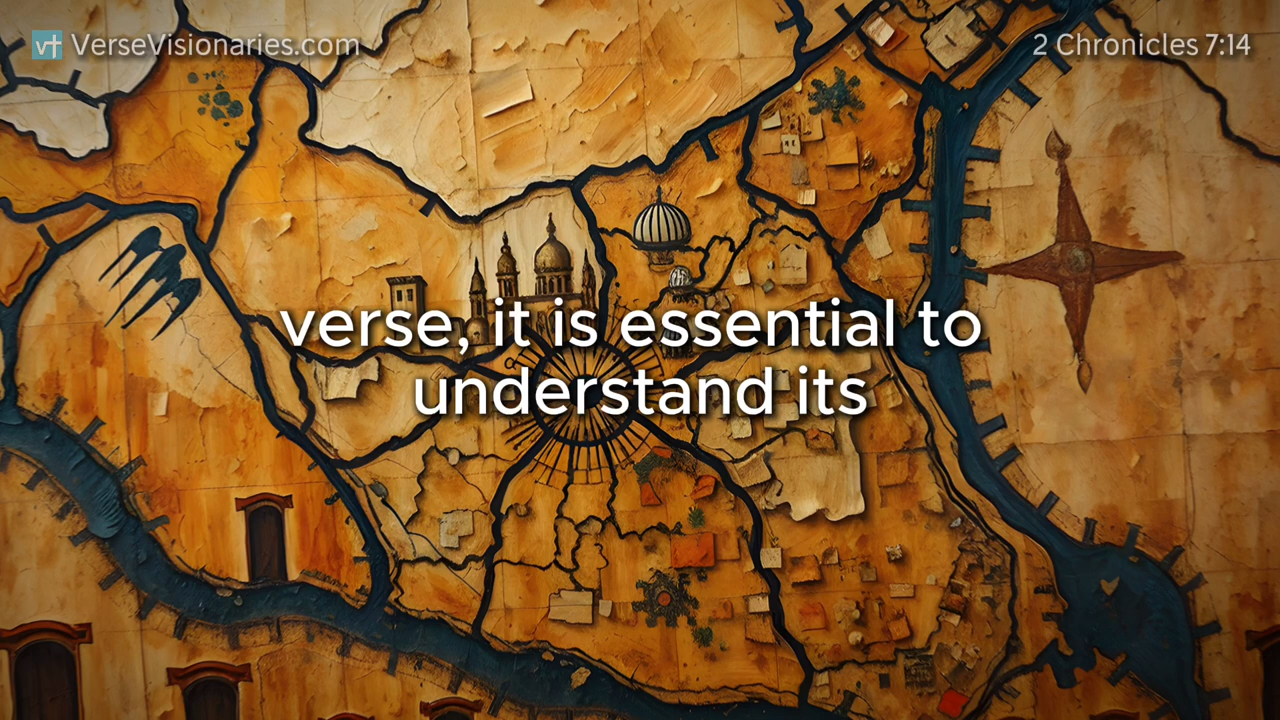 VerseVisionaries.com
2 Chronicles 7:14
verse, it is essential to
understand its